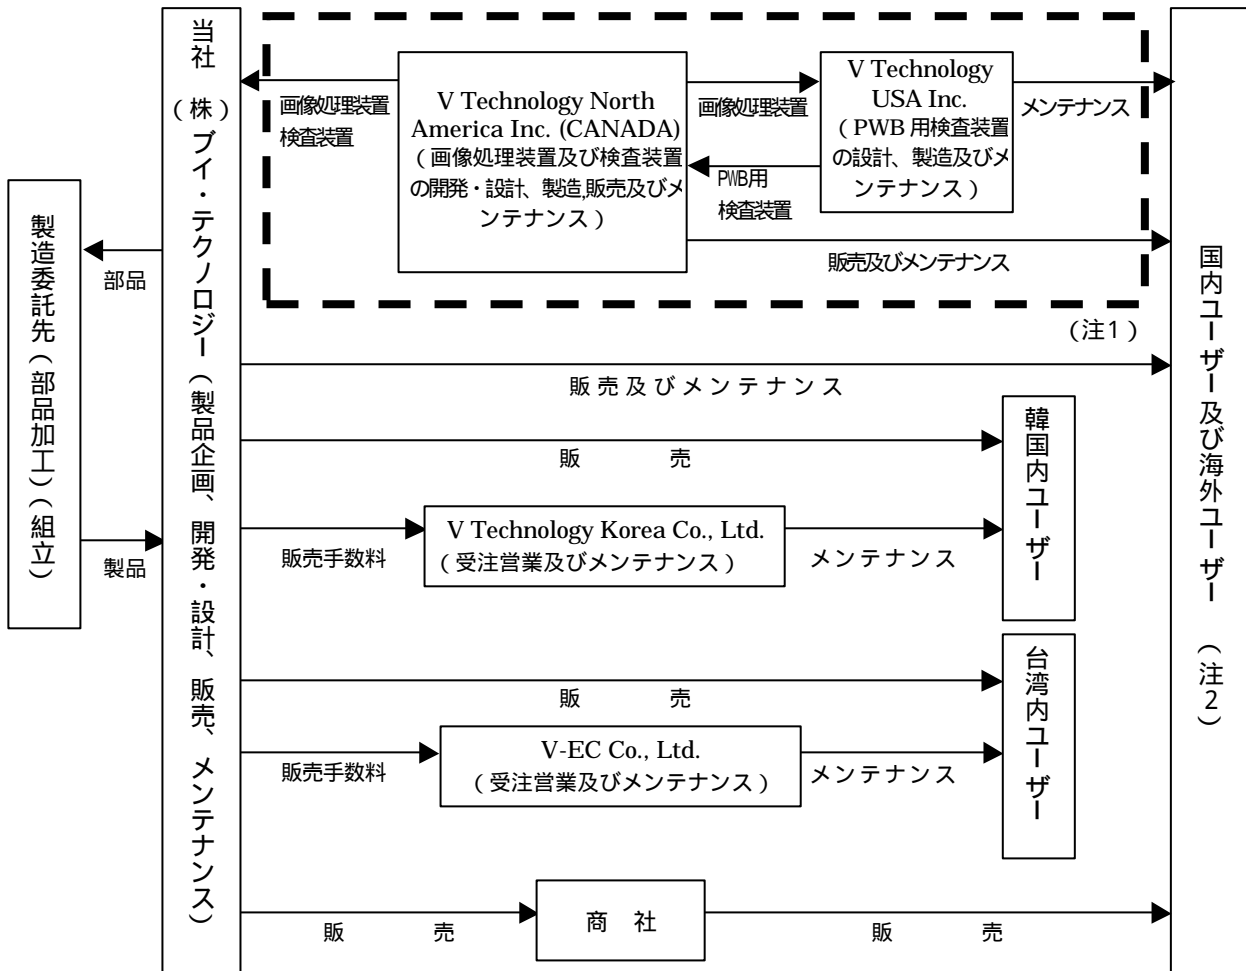 製造委託先（部品加工）（組立）
部品
製品
当社
（株）
ブイ・テクノロジー（製品企画、開発・設計、販売、メンテナンス）
画像処理装置
検査装置
V Technology North
America Inc. (CANADA)
（画像処理装置及び検査装置
の開発・設計、製造,販売及びメ
ンテナンス）
画像処理装置
PWB用
検査装置
V Technology
USA Inc.
（PWB 用検査装置
の設計、製造及びメ
ンテナンス）
メンテナンス
販売及びメンテナンス
（注1）
販売及びメンテナンス
販　売
韓国内ユーザー
販売手数料
V Technology Korea Co., Ltd.
（受注営業及びメンテナンス）
メンテナンス
販　売
台湾内ユーザー
販売手数料
V-EC Co., Ltd.
（受注営業及びメンテナンス）
メンテナンス
販　売
商　社
販　売
国内ユーザー及び海外ユーザー　（注2）